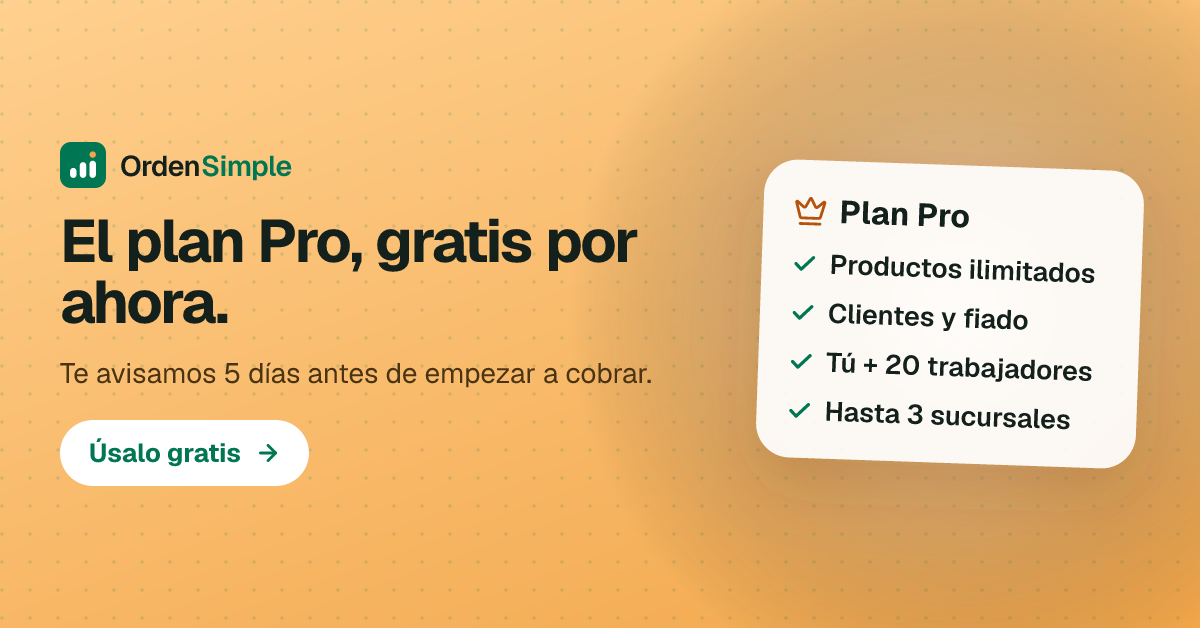 OrdenSimple
El plan Pro, gratis por
ahora.
Te avisamos 5 días antes de empezar a cobrar.
Úsalo gratis
Plan Pro
Productos ilimitados
Clientes y fiado
Tú + 20 trabajadores
Hasta 3 sucursales